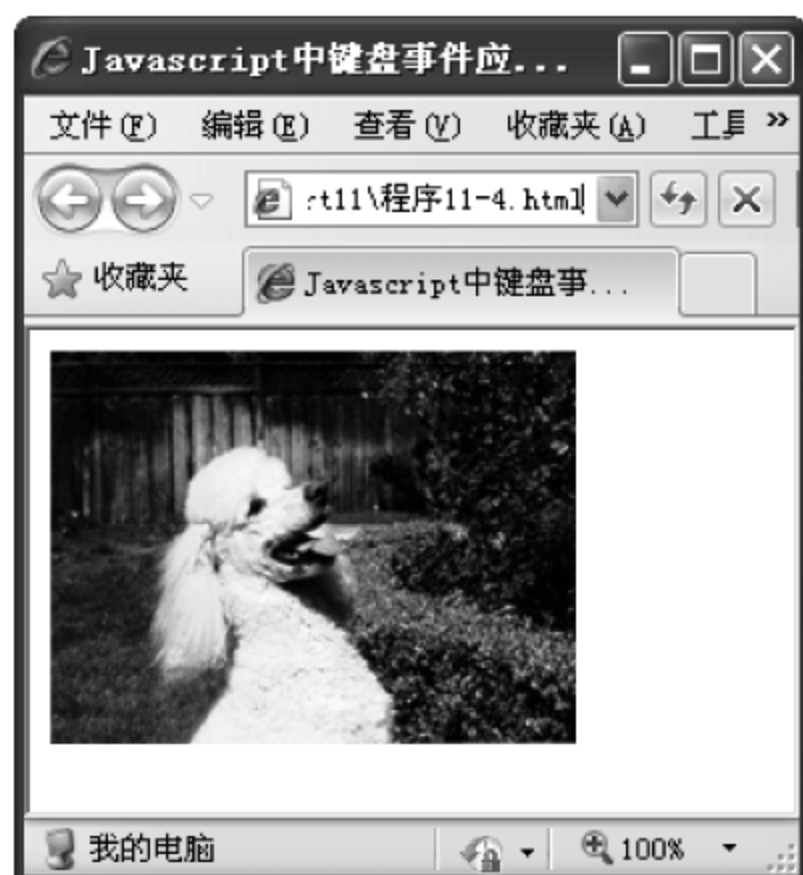 Javascript中键盘事件应...
文件(F) 编辑(E) 查看(V) 收藏夹(A) 工具 »
rt11\程序11-4.html
收藏夹 Javascript中键盘事...
我的电脑 100%